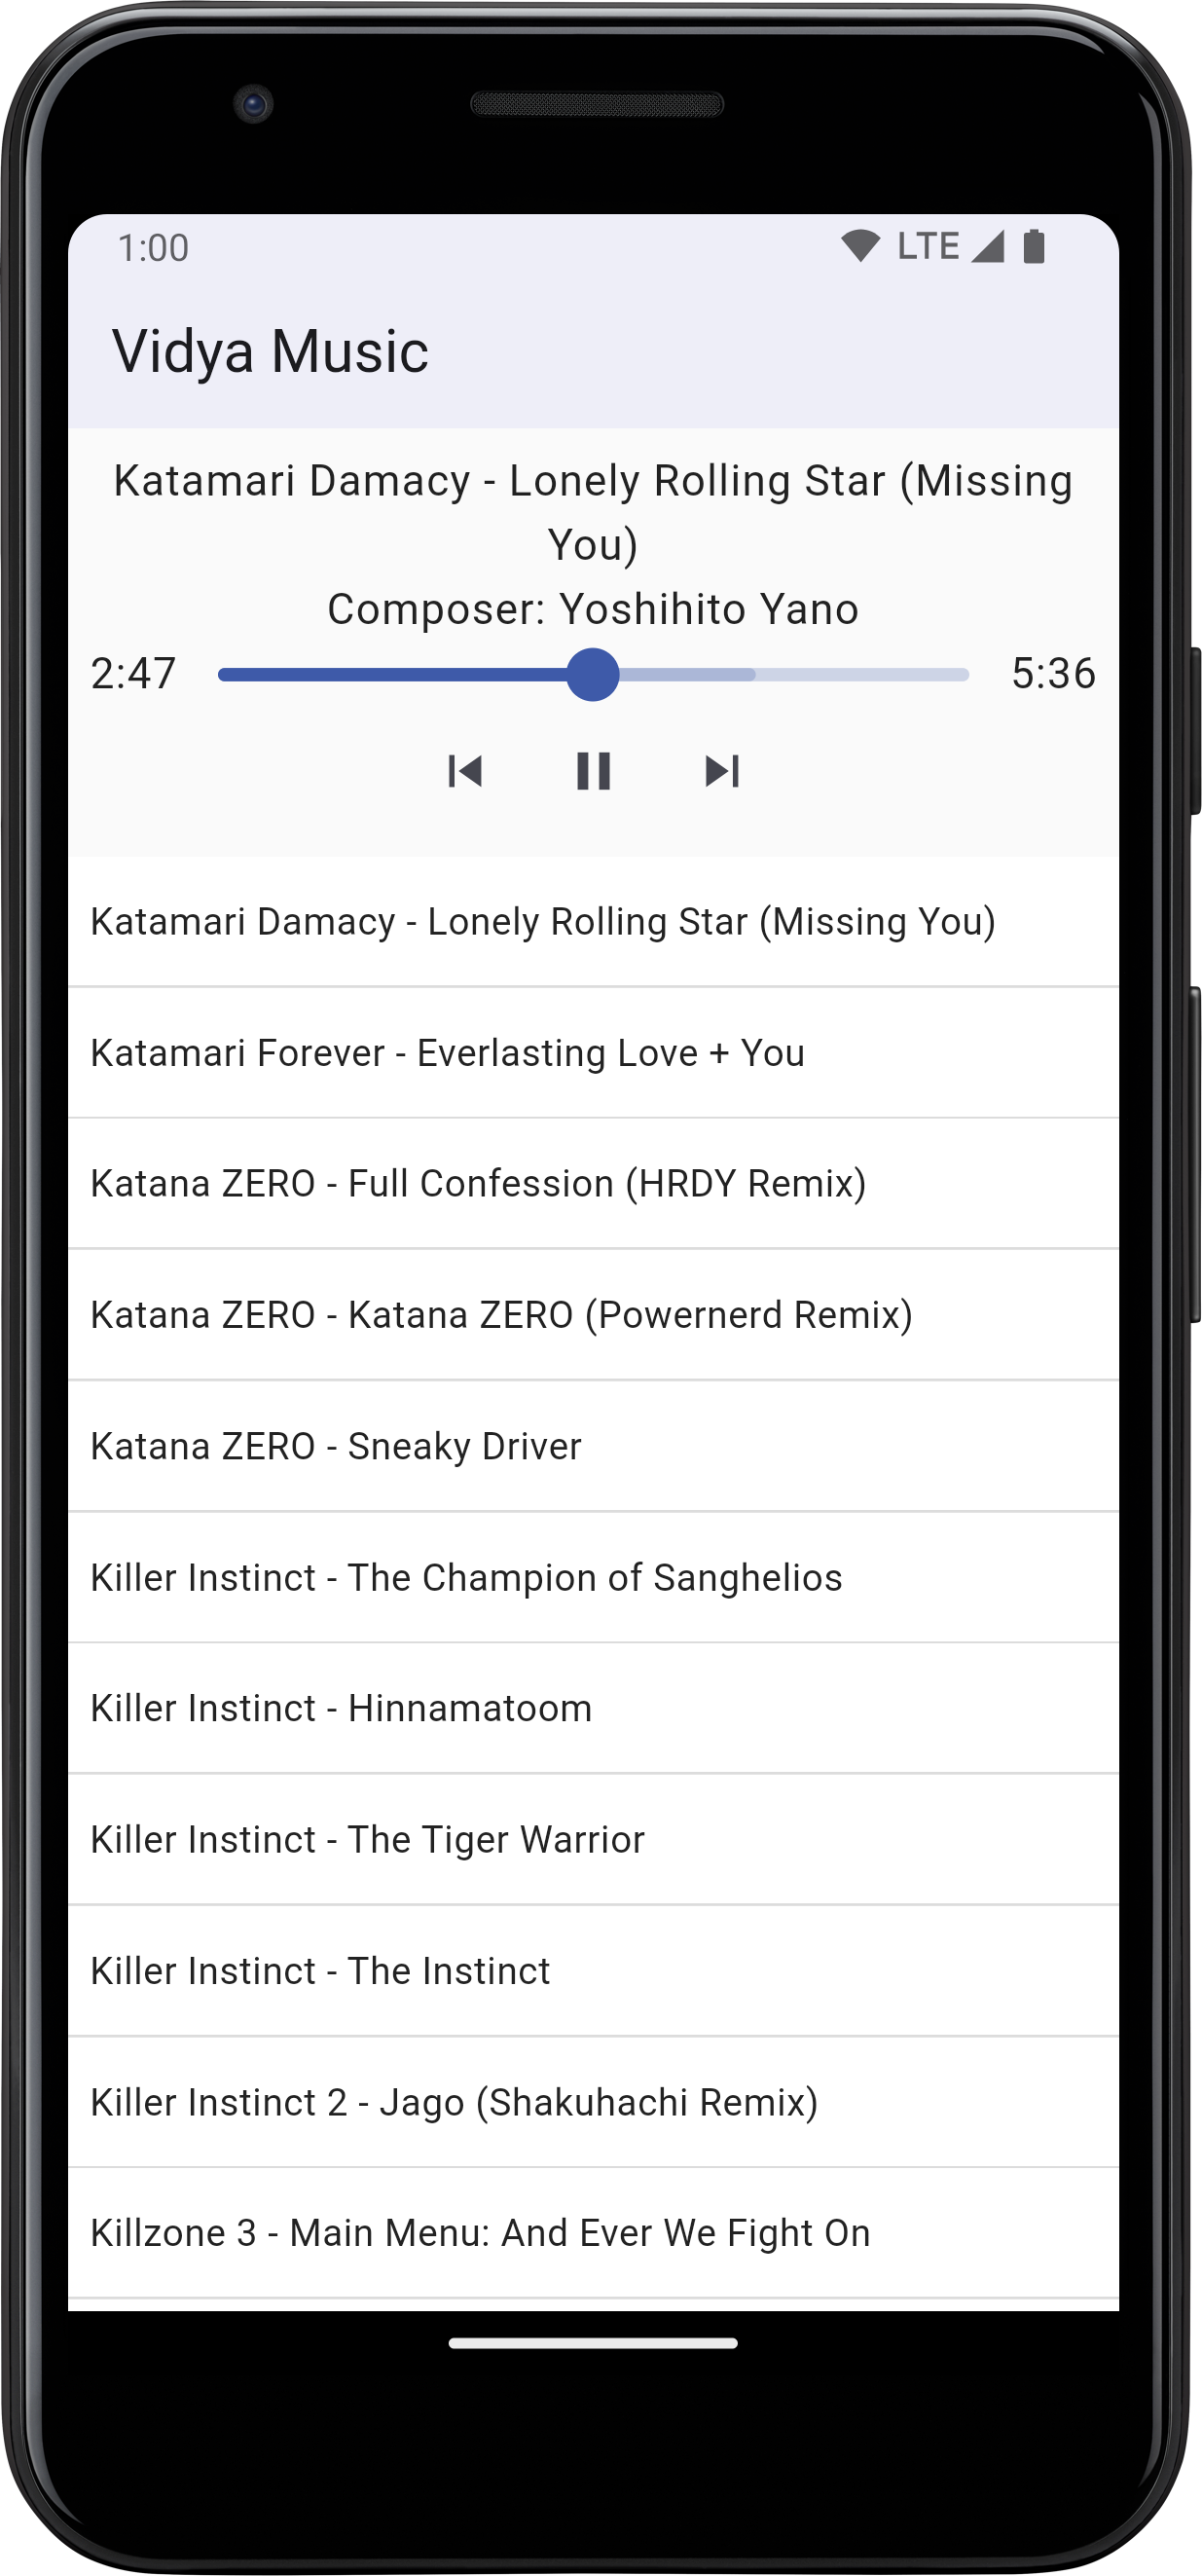 1:00 LTE
Vidya Music
Katamari Damacy - Lonely Rolling Star (Missing
You)
Composer: Yoshihito Yano
2:47 5:36
Katamari Damacy - Lonely Rolling Star (Missing You)
Katamari Forever - Everlasting Love + You
Katana ZERO - Full Confession (HRDY Remix)
Katana ZERO - Katana ZERO (Powernerd Remix)
Katana ZERO - Sneaky Driver
Killer Instinct - The Champion of Sanghelios
Killer Instinct - Hinnamatoom
Killer Instinct - The Tiger Warrior
Killer Instinct - The Instinct
Killer Instinct 2 - Jago (Shakuhachi Remix)
Killzone 3 - Main Menu: And Ever We Fight On